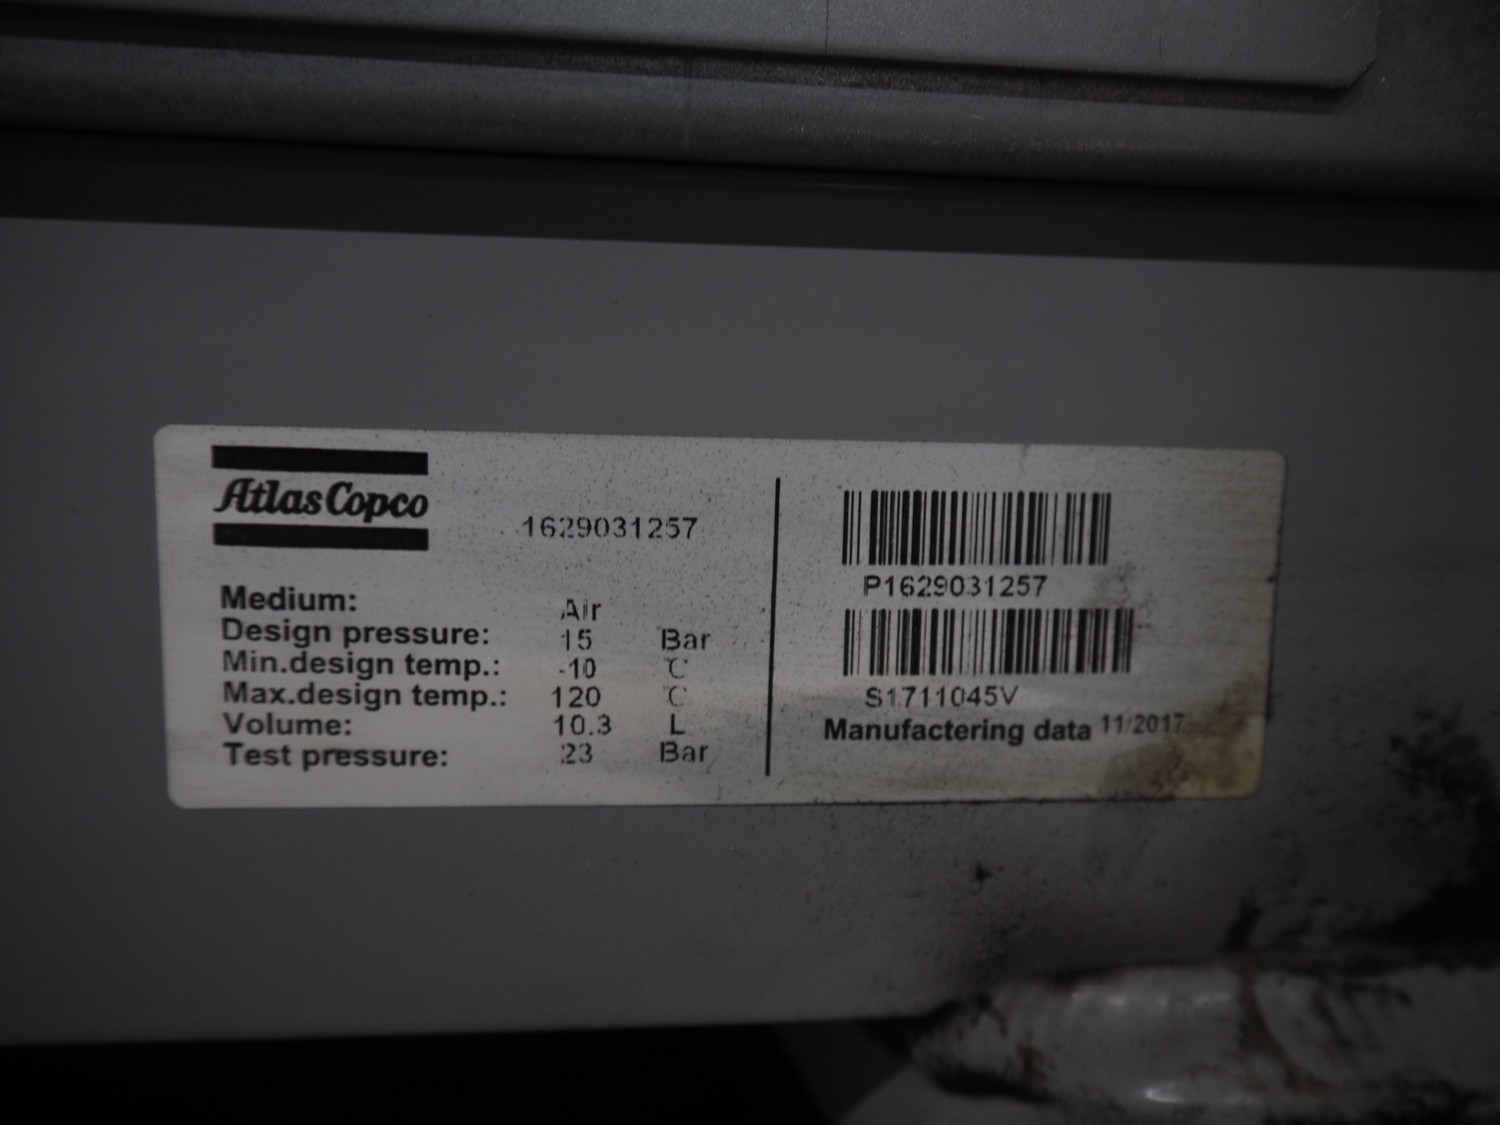 Atlas Copco
1629031257
Medium: Air
Design pressure: 15 Bar
Min.design temp.: -10 °C
Max.design temp.: 120 °C
Volume: 10.3 L
Test pressure: 23 Bar
P1629031257
S1711045V
Manufactering data 11/2017